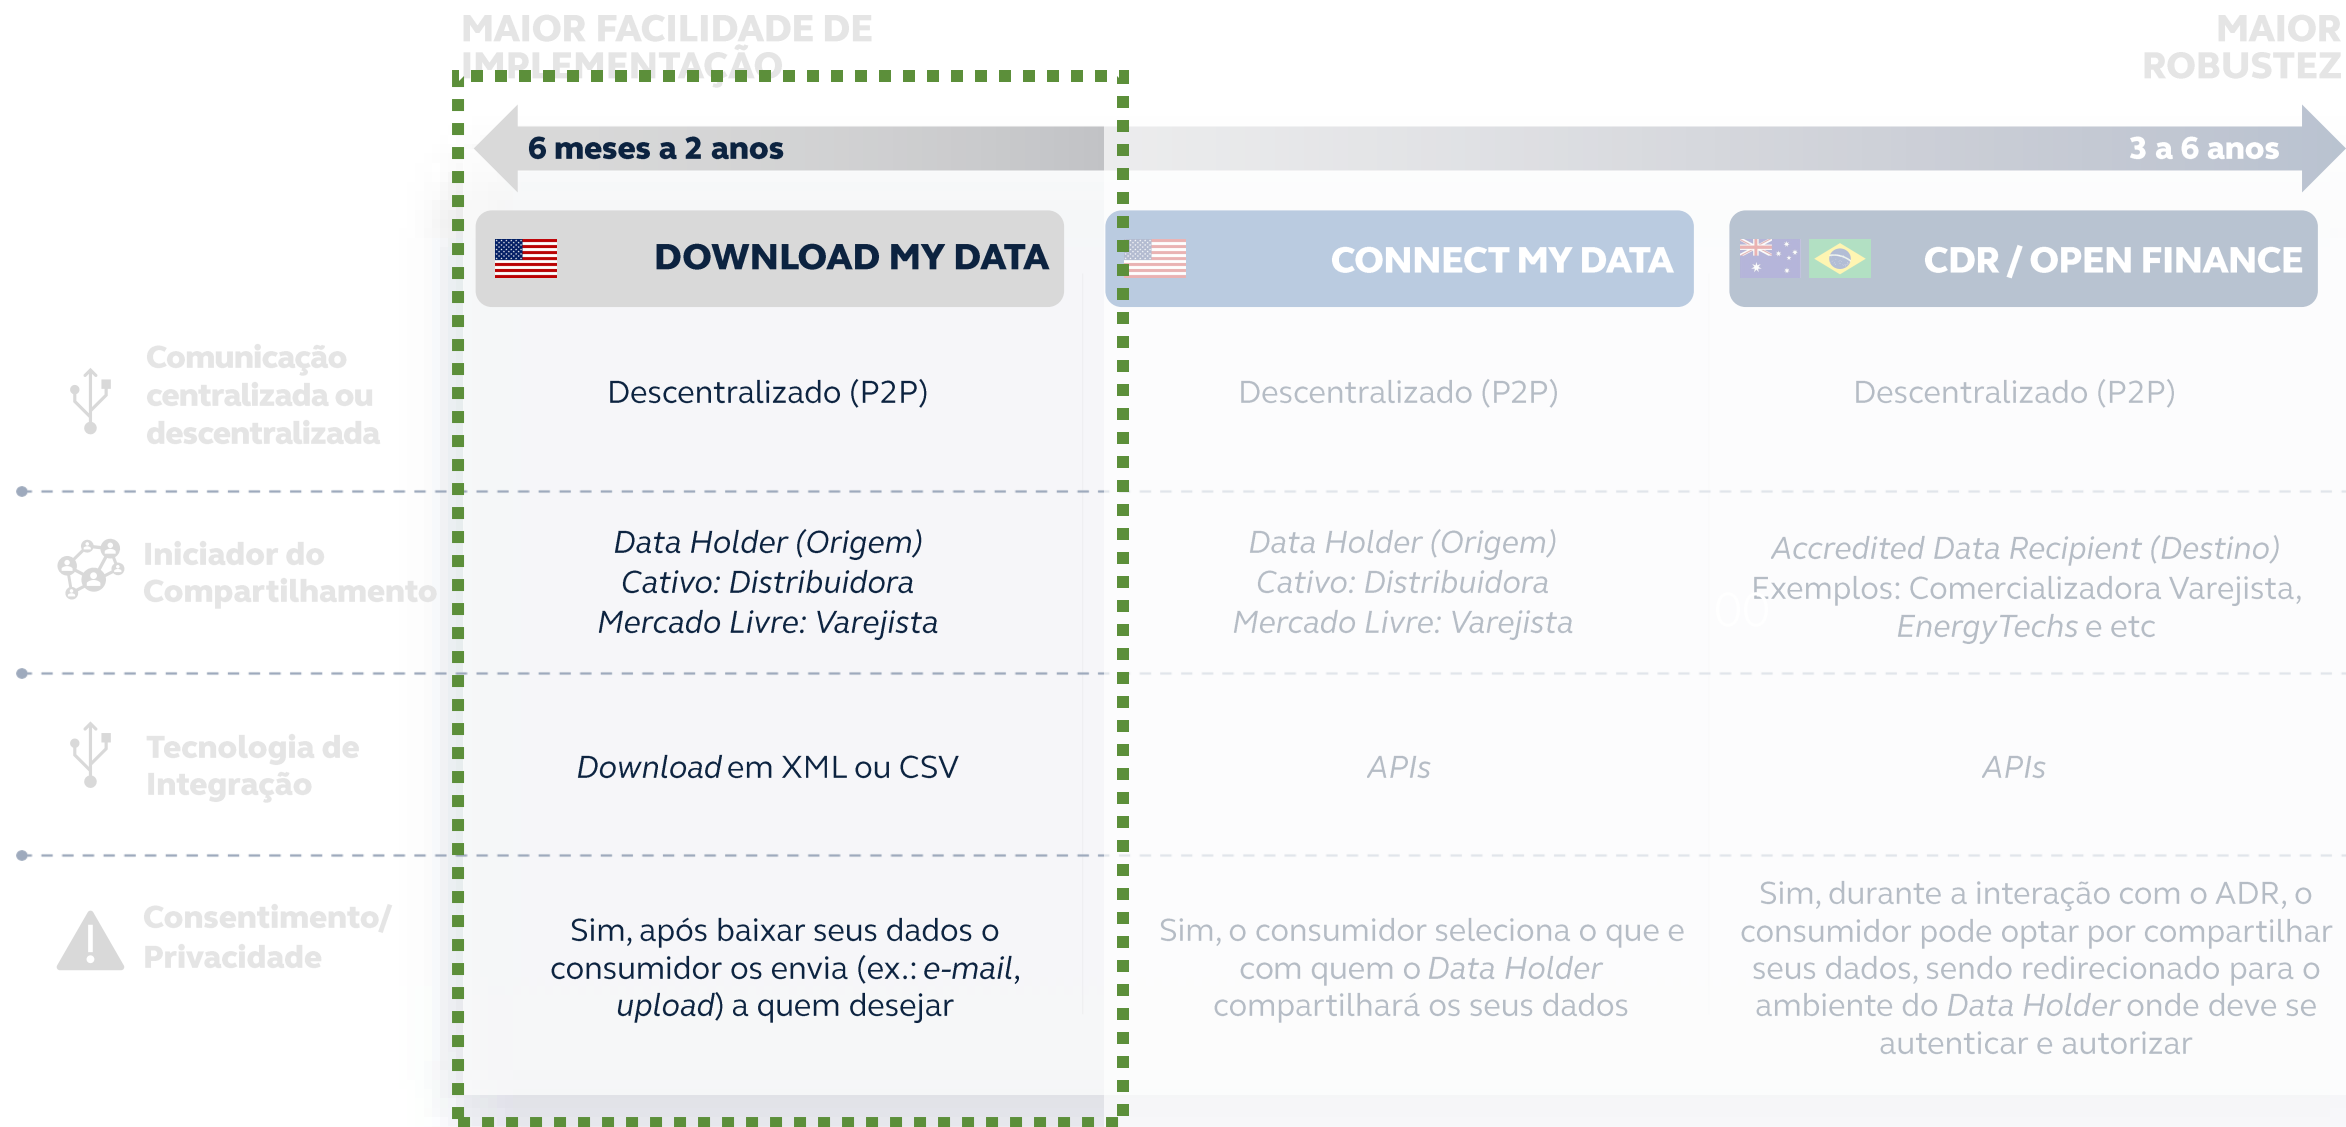 MAIOR FACILIDADE DE
IMPLEMENTAÇÃO
MAIOR
ROBUSTEZ
6 meses a 2 anos
3 a 6 anos
DOWNLOAD MY DATA
CONNECT MY DATA
CDR / OPEN FINANCE
Comunicação
centralizada ou
descentralizada
Descentralizado (P2P)
Descentralizado (P2P)
Descentralizado (P2P)
Iniciador do
Compartilhamento
Data Holder (Origem)
Cativo: Distribuidora
Mercado Livre: Varejista
Data Holder (Origem)
Cativo: Distribuidora
Mercado Livre: Varejista
Accredited Data Recipient (Destino)
Exemplos: Comercializadora Varejista,
EnergyTechs e etc
00
Tecnologia de
Integração
Download em XML ou CSV
APIs
APIs
Consentimento/
Privacidade
Sim, após baixar seus dados o
consumidor os envia (ex.: e-mail,
upload) a quem desejar
Sim, o consumidor seleciona o que e
com quem o Data Holder
compartilhará os seus dados
Sim, durante a interação com o ADR, o
consumidor pode optar por compartilhar
seus dados, sendo redirecionado para o
ambiente do Data Holder onde deve se
autenticar e autorizar